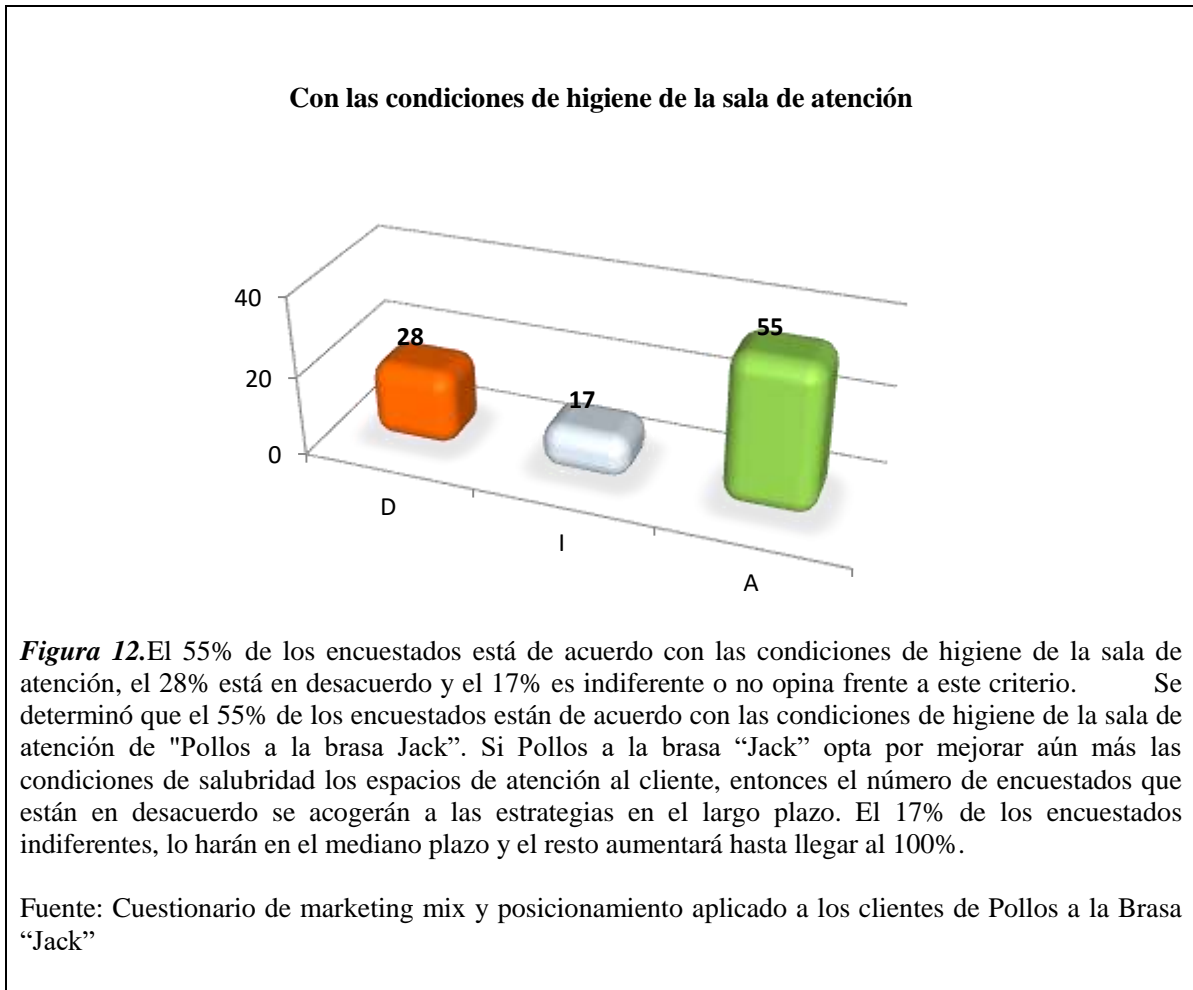 Con las condiciones de higiene de la sala de atención
40
20
0
28
17
55
D
I
A
Figura 12.El 55% de los encuestados está de acuerdo con las condiciones de higiene de la sala de
atención, el 28% está en desacuerdo y el 17% es indiferente o no opina frente a este criterio. Se
determinó que el 55% de los encuestados están de acuerdo con las condiciones de higiene de la sala de
atención de "Pollos a la brasa Jack”. Si Pollos a la brasa “Jack” opta por mejorar aún más las
condiciones de salubridad los espacios de atención al cliente, entonces el número de encuestados que
están en desacuerdo se acogerán a las estrategias en el largo plazo. El 17% de los encuestados
indiferentes, lo harán en el mediano plazo y el resto aumentará hasta llegar al 100%.
Fuente: Cuestionario de marketing mix y posicionamiento aplicado a los clientes de Pollos a la Brasa
“Jack”